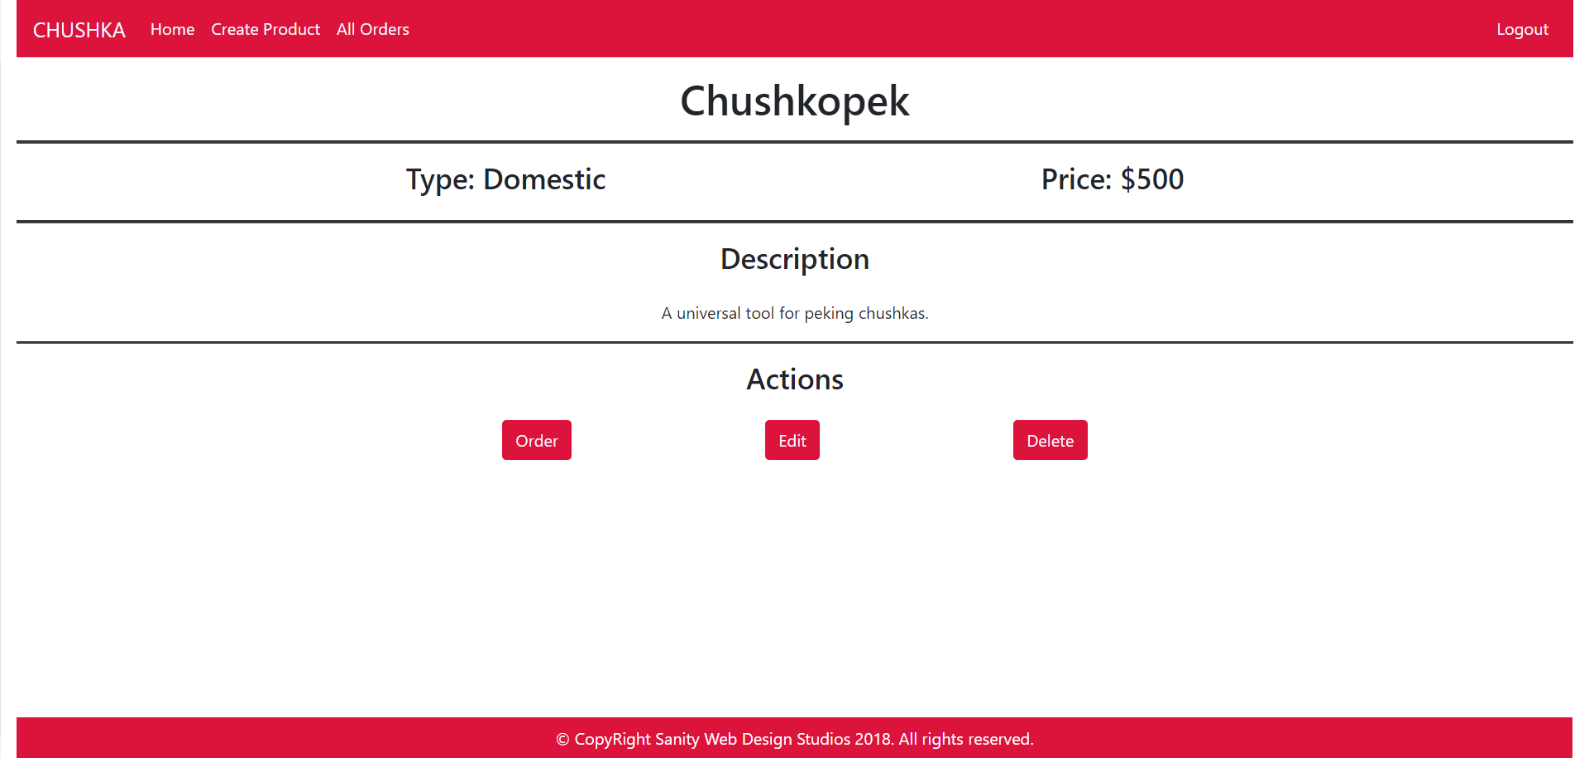 CHUSHKA Home Create Product All Orders Logout
Chushkopek
Type: Domestic Price: $500
Description
A universal tool for peking chushkas.
Actions
Order Edit Delete
© CopyRight Sanity Web Design Studios 2018. All rights reserved.